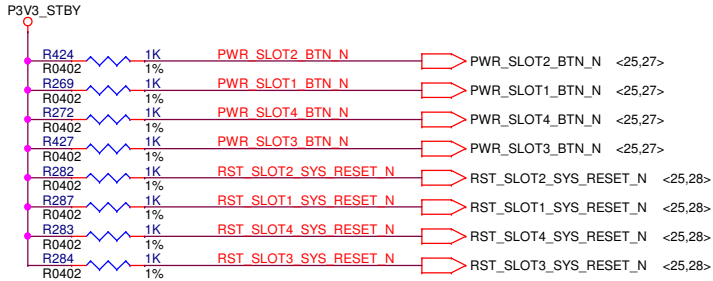 P3V3_STBY
R424 1K PWR_SLOT2_BTN_N PWR_SLOT2_BTN_N <25,27>
R0402 1%
R269 1K PWR_SLOT1_BTN_N PWR_SLOT1_BTN_N <25,27>
R0402 1%
R272 1K PWR_SLOT4_BTN_N PWR_SLOT4_BTN_N <25,27>
R0402 1%
R427 1K PWR_SLOT3_BTN_N PWR_SLOT3_BTN_N <25,27>
R0402 1%
R282 1K RST_SLOT2_SYS_RESET_N RST_SLOT2_SYS_RESET_N <25,28>
R0402 1%
R287 1K RST_SLOT1_SYS_RESET_N RST_SLOT1_SYS_RESET_N <25,28>
R0402 1%
R283 1K RST_SLOT4_SYS_RESET_N RST_SLOT4_SYS_RESET_N <25,28>
R0402 1%
R284 1K RST_SLOT3_SYS_RESET_N RST_SLOT3_SYS_RESET_N <25,28>
R0402 1%